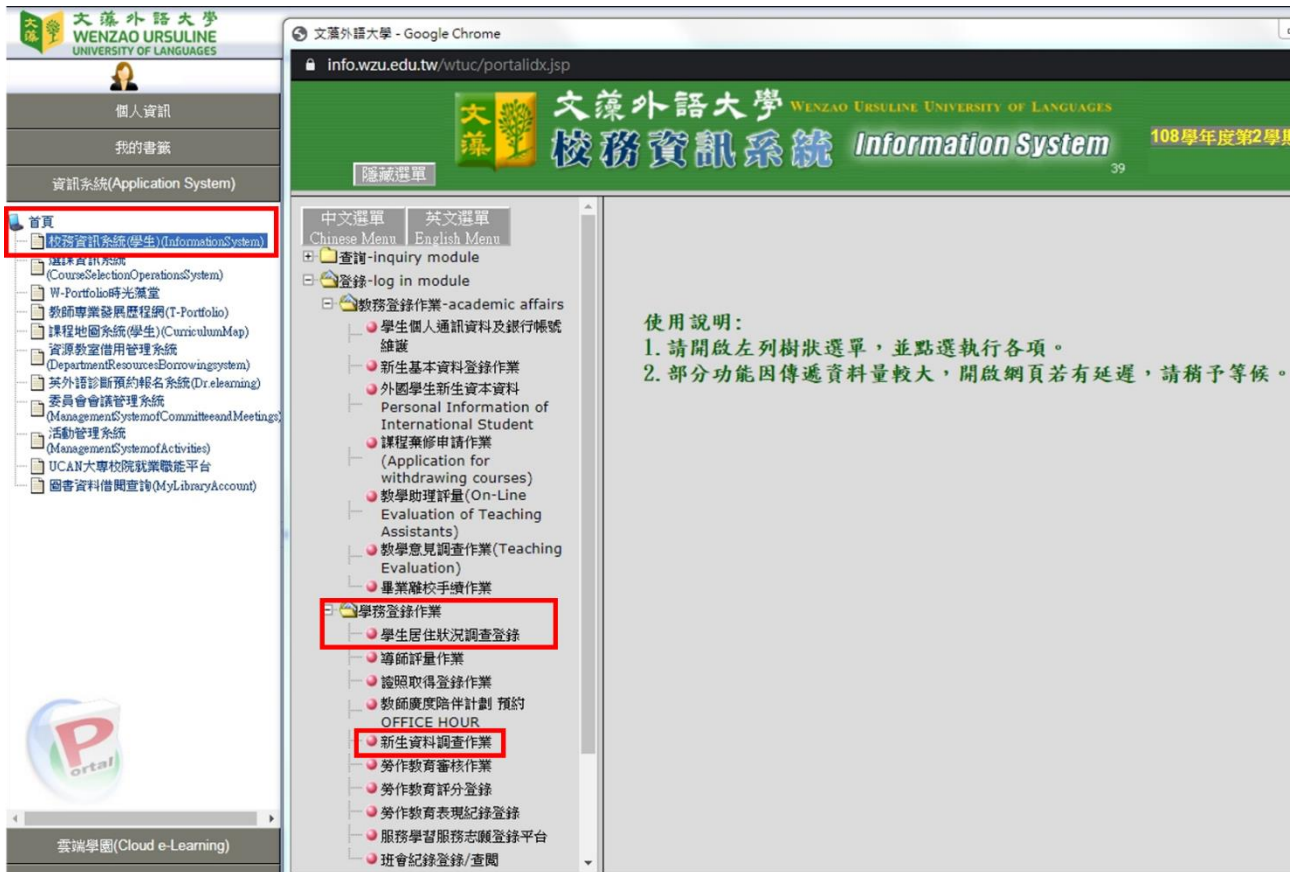 文藻外語大學
WENZAO URSULINE
UNIVERSITY OF LANGUAGES
文藻
個人資訊
我的書籤
資訊系統(Application System)
首頁
校務資訊系統(學生)(InformationSystem)
選課資訊系統
(CourseSelectionOperationsSystem)
W-Portfolio時光藻堂
教師專業發展歷程網(T-Portfolio)
課程地圖系統(學生)(CurriculumMap)
資源教室借用管理系統
(DepartmentResourcesBorrowingsystem)
英外語診斷預約報名系統(Dr.elearning)
委員會會議管理系統
(ManagementSystemofCommitteeandMeetings)
活動管理系統
(ManagementSystemofActivities)
UCAN大專校院就業職能平台
圖書資料借閱查詢(MyLibraryAccount)
Portal
雲端學園(Cloud e-Learning)
文藻外語大學 - Google Chrome
info.wzu.edu.tw/wtuc/portalidx.jsp
文藻
文藻外語大學 WENZAO URSULINE UNIVERSITY OF LANGUAGES
校務資訊系統 Information System
108學年度第2學期
39
隱藏選單
中文選單 英文選單
Chinese Menu English Menu
查詢-inquiry module
登錄-log in module
教務登錄作業-academic affairs
學生個人通訊資料及銀行帳號
維護
新生基本資料登錄作業
外國學生新生資本資料
Personal Information of
International Student
課程棄修申請作業
(Application for
withdrawing courses)
教學助理評量(On-Line
Evaluation of Teaching
Assistants)
教學意見調查作業(Teaching
Evaluation)
畢業離校手續作業
學務登錄作業
學生居住狀況調查登錄
導師評量作業
證照取得登錄作業
教師廣度陪伴計劃 預約
OFFICE HOUR
新生資料調查作業
勞作教育審核作業
勞作教育評分登錄
勞作教育表現紀錄登錄
服務學習服務志願登錄平台
班會紀錄登錄/查閱
使用說明:
1.請開啟左列樹狀選單，並點選執行各項。
2.部分功能因傳遞資料量較大，開啟網頁若有延遲，請稍予等候。